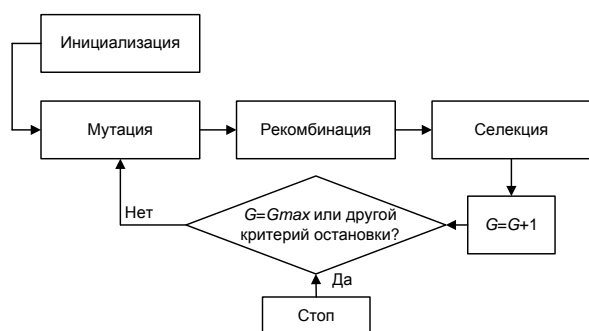 Инициализация
Мутация
Рекомбинация
Селекция
Нет
G=Gmax или другой
критерий остановки?
G=G+1
Да
Стоп